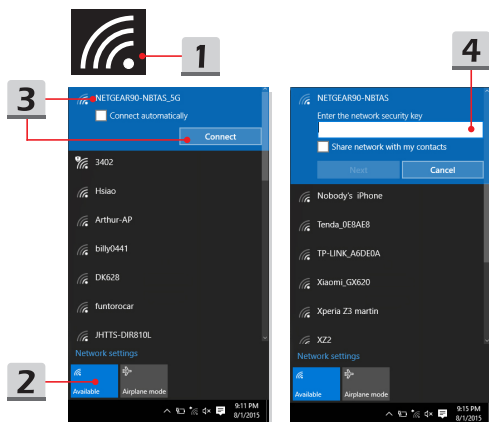 1
3
NETGEAR90-NBTAS_5G
Connect automatically
Connect
3402
Hsiao
Arthur-AP
billy0441
DK628
funtorocar
JHTTS-DIR810L
Network settings
2
Available
Airplane mode
9:11 PM
8/1/2015
4
NETGEAR90-NBTAS
Enter the network security key
Share network with my contacts
Next
Cancel
Nobody's iPhone
Tenda_0E8AE8
TP-LINK_A6DE0A
Xiaomi_GX620
Xperia Z3 martin
XZ2
Network settings
Available
Airplane mode
9:15 PM
8/1/2015